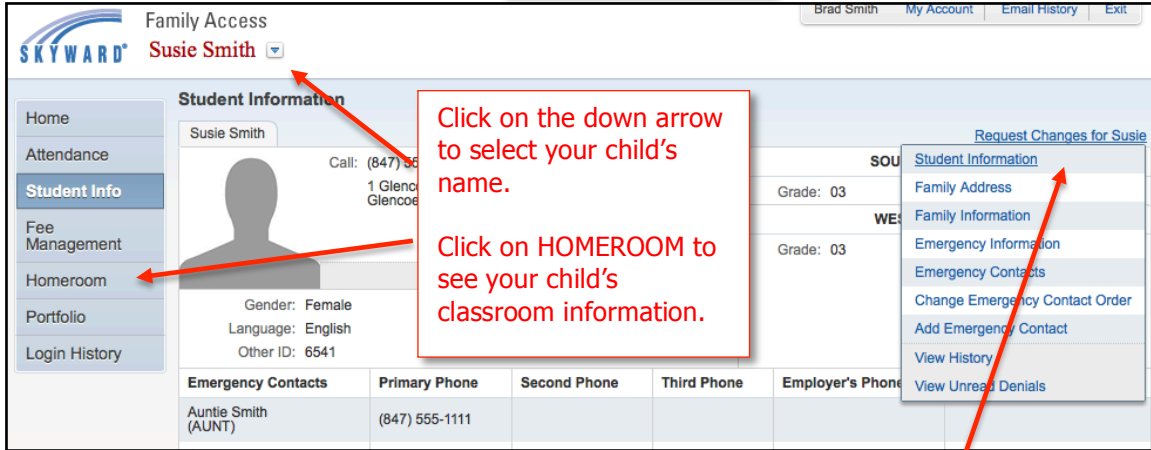 Brad Smith My Account Email History Exit
Family Access
SKYWARD®
Susie Smith
Home
Attendance
Student Info
Fee
Management
Homeroom
Portfolio
Login History
Student Information
Susie Smith
Request Changes for Susie
Call: (847)
1
Gender: Female
Language: English
Other ID: 6541
Click on the down arrow
to select your child's
name.
Click on HOMEROOM to
see your child's
classroom information.
Grade: 03
Grade: 03
Student Information
Family Address
Family Information
Emergency Information
Emergency Contacts
Change Emergency Contact Order
Add Emergency Contact
View History
View Unread Denials
Emergency Contacts Primary Phone Second Phone Third Phone Employer's Phone
Auntie Smith (847) 555-1111
(AUNT)